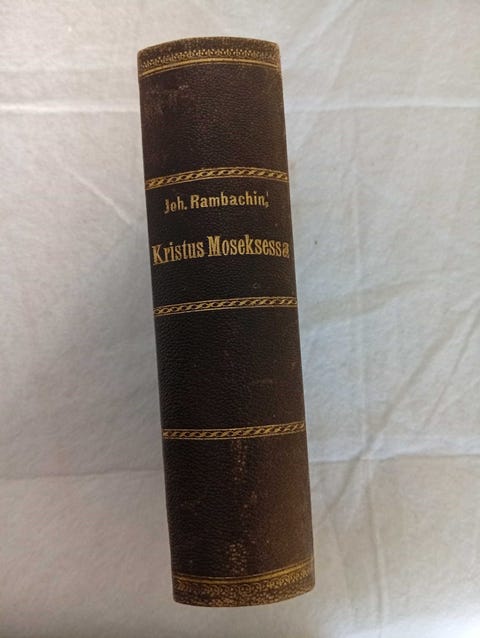 Joh. Rambachin,
Kristus Moseksessa